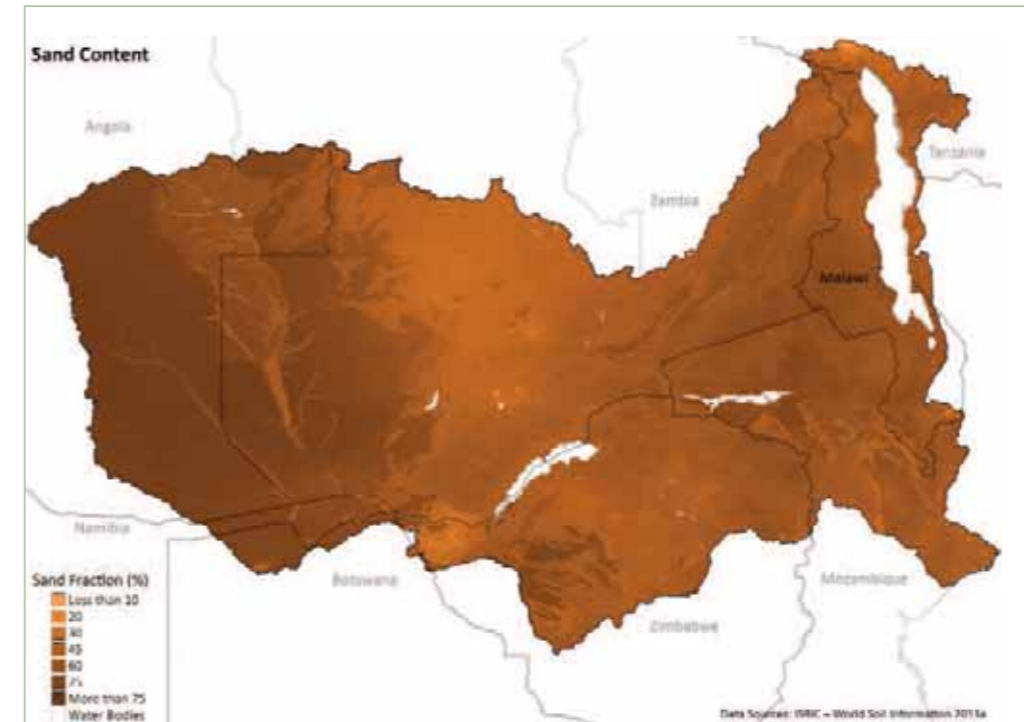 Sand Content
Angola
Tanzania
Zambia
Malawi
Namibia
Botswana
Mozambique
Zimbabwe
Sand Fraction (%)
Less than 10
20
30
45
60
75
More than 75
Water Bodies
Data Sources: ISRIC – World Soil Information 2013a